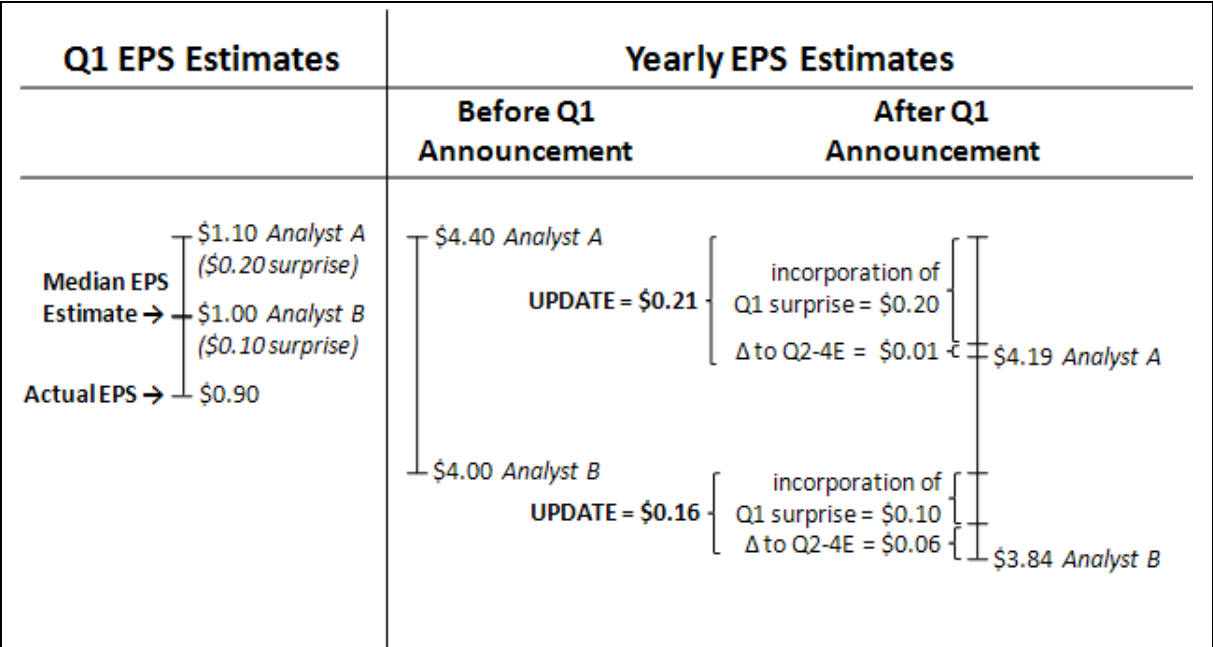 Q1 EPS Estimates
Yearly EPS Estimates
Before Q1
Announcement
After Q1
Announcement
$1.10 Analyst A
($0.20 surprise)
Median EPS
Estimate → $1.00 Analyst B
($0.10 surprise)
Actual EPS → $0.90
$4.40 Analyst A
UPDATE = $0.21
incorporation of
Q1 surprise = $0.20
Δ to Q2-4E = $0.01
$4.19 Analyst A
$4.00 Analyst B
UPDATE = $0.16
incorporation of
Q1 surprise = $0.10
Δ to Q2-4E = $0.06
$3.84 Analyst B